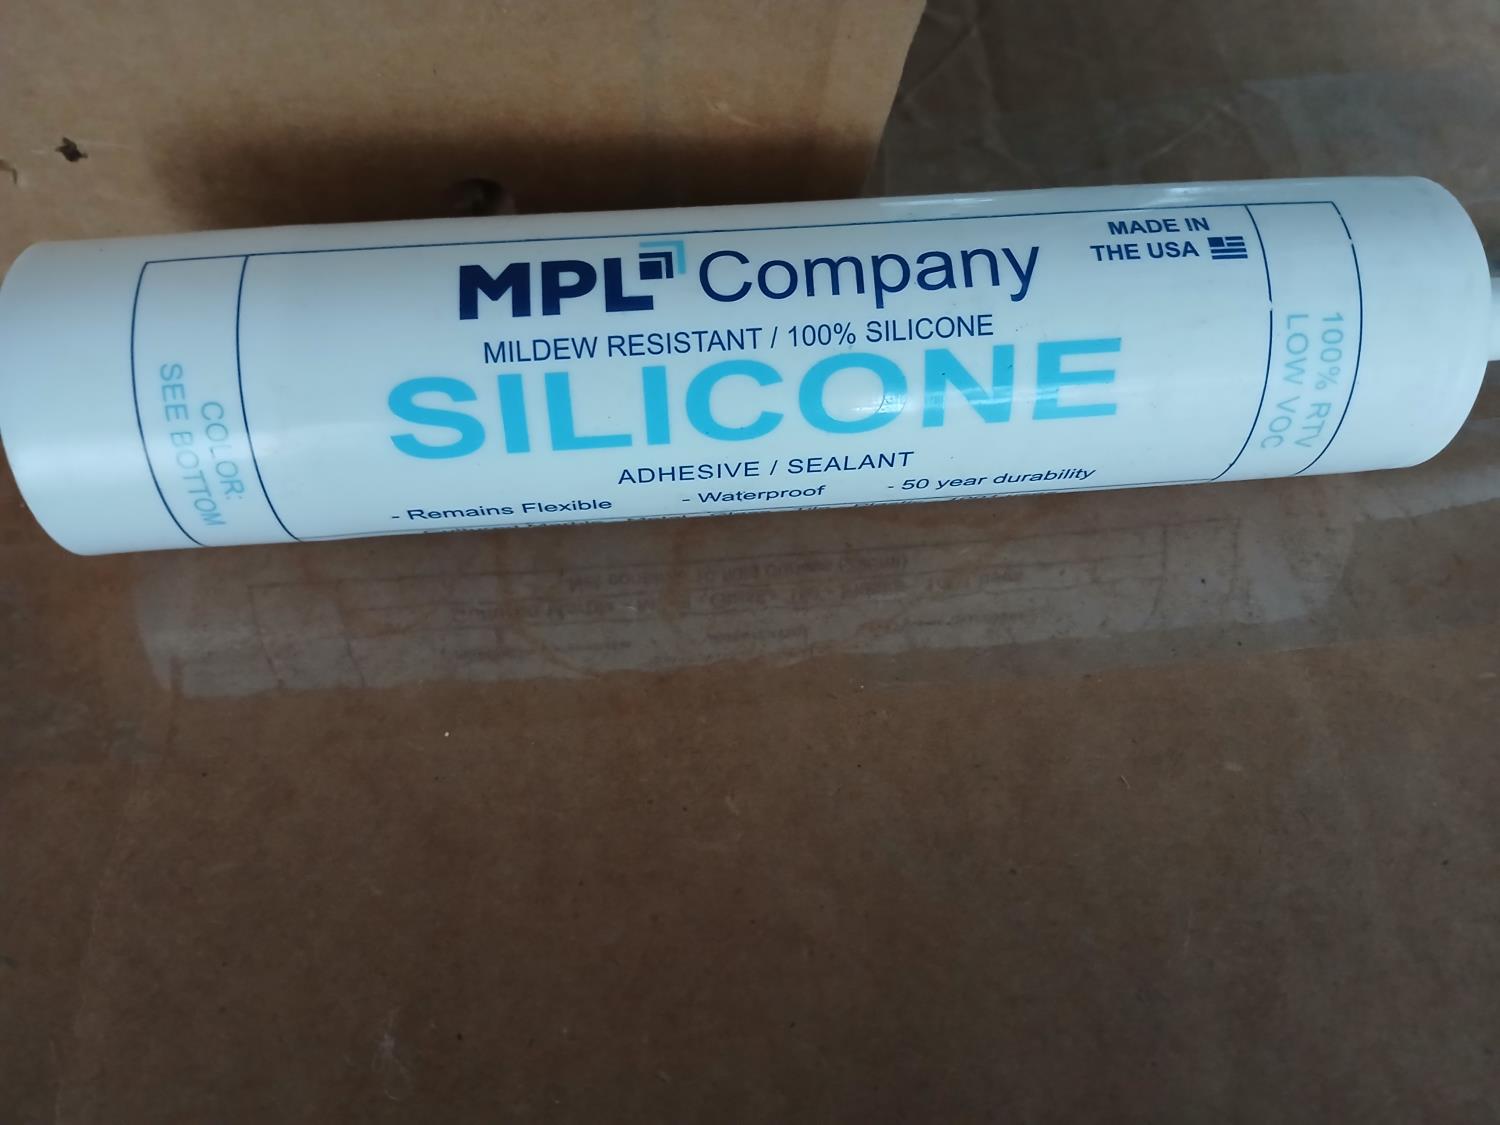 MPL Company
MADE IN
THE USA
MILDEW RESISTANT / 100% SILICONE
SILICONE
ADHESIVE / SEALANT
- Remains Flexible - Waterproof - 50 year durability
COLOR:
SEE BOTTOM
100% RTV
LOW VOC